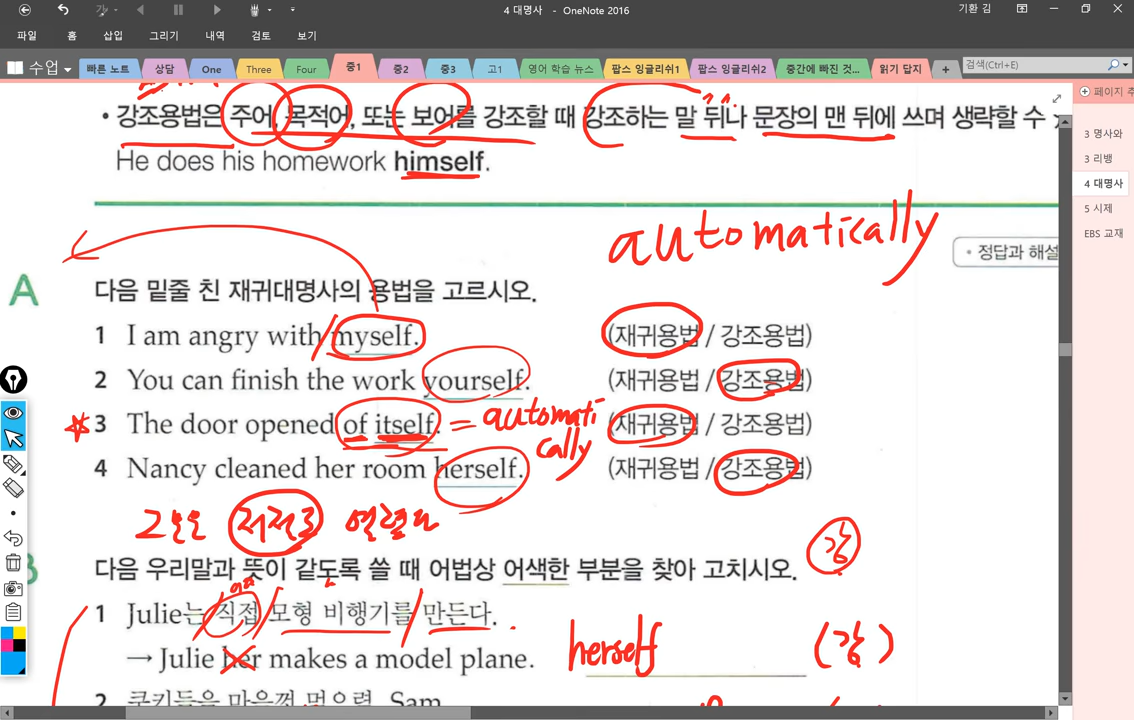 4 대명사 - OneNote 2016
기환 김
파일 홈 삽입 그리기 내역 검토 보기
수업 빠른 노트 상담 One Three Four 중1 중2 중3 고1 영어 학습 뉴스 팝스 잉글리쉬1 팝스 잉글리쉬2 중간에 빠진 것... 읽기 답지 + 검색(Ctrl+E)
페이지 추
3 명사와
3 리뱅
4 대명사
5 시제
EBS 교재
• 강조용법은 주어, 목적어, 또는 보어를 강조할 때 강조하는 말 뒤나 문장의 맨 뒤에 쓰며 생략할 수
He does his homework himself.
automatically
• 정답과 해설
A 다음 밑줄 친 재귀대명사의 용법을 고르시오.
1 I am angry with myself. (재귀용법 / 강조용법)
2 You can finish the work yourself. (재귀용법 / 강조용법)
3 The door opened of itself. = automatically (재귀용법 / 강조용법)
4 Nancy cleaned her room herself. (재귀용법 / 강조용법)
그 문은 저절로 열렸다
강
B 다음 우리말과 뜻이 같도록 쓸 때 어법상 어색한 부분을 찾아 고치시오.
1 Julie는 직접 모형 비행기를 만든다.
→ Julie her makes a model plane. herself (강)
2 쿠키들을 마음껏 먹으렴, Sam.